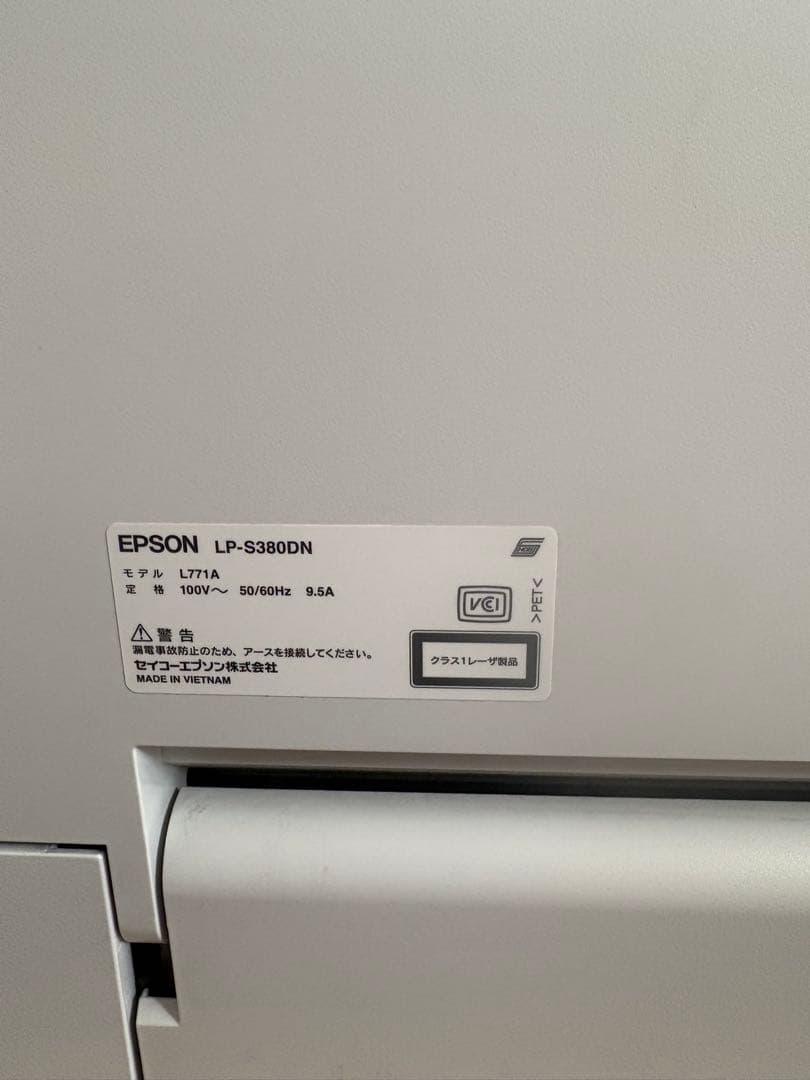 EPSON LP-S380DN
モデル L771A
定格 100V～ 50/60Hz 9.5A
警告
漏電事故防止のため、アースを接続してください。
セイコーエプソン株式会社
MADE IN VIETNAM
VCCI
>PET<
クラス1レーザ製品